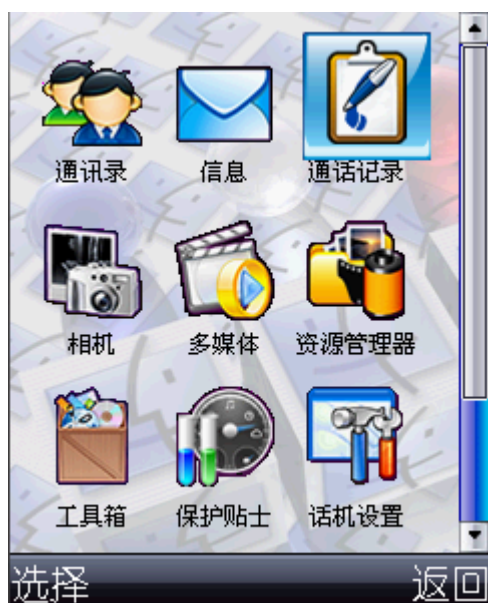 通讯录 信息 通话记录
相机 多媒体 资源管理器
工具箱 保护贴士 话机设置
选择 返回